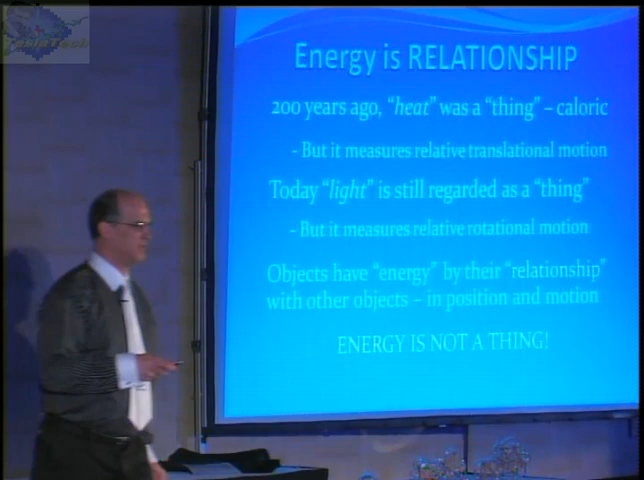 Energy is RELATIONSHIP
200 years ago, "heat" was a "thing" – caloric
- But it measures relative translational motion
Today "light" is still regarded as a "thing"
- But it measures relative rotational motion
Objects have "energy" by their "relationship"
with other objects – in position and motion
ENERGY IS NOT A THING!